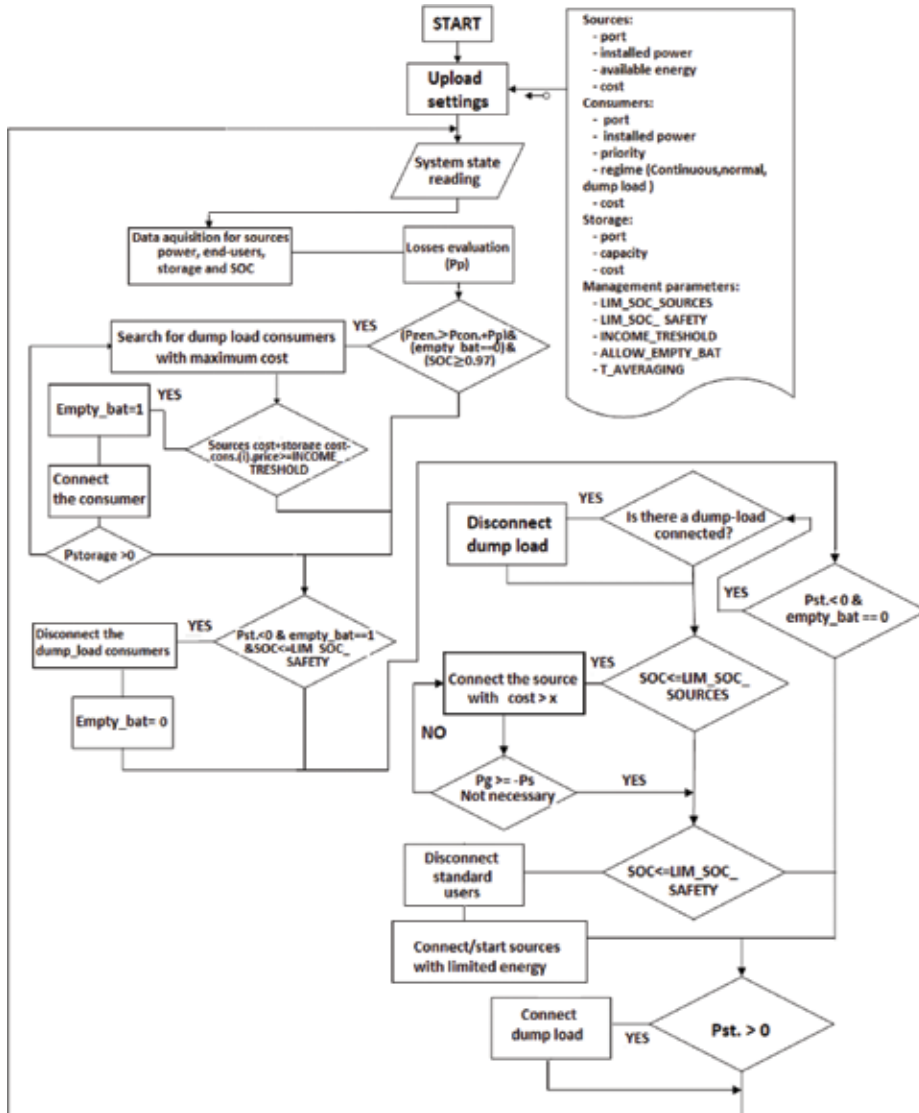 START
Upload
settings
Sources:
- port
- installed power
- available energy
- cost
Consumers:
- port
- installed power
- priority
- regime (Continuous,normal,
dump load )
- cost
Storage:
- port
- capacity
- cost
Management parameters:
- LIM_SOC_SOURCES
- LIM_SOC_ SAFETY
- INCOME_TRESHOLD
- ALLOW_EMPTY_BAT
- T_AVERAGING
System state
reading
Data aquisition for sources
power, end-users,
storage and SOC
Losses evaluation
(Pp)
(Pren.>Pcon.+Pp)&
(empty_bat==0)&
(SOC≥0.97)
YES
Search for dump load consumers
with maximum cost
YES
Empty_bat=1
Sources cost+storage cost-
cons.(i).price>=INCOME_
TRESHOLD
Connect
the consumer
Pstorage >0
Pst.<0 & empty_bat==1
&SOC<=LIM_SOC_
SAFETY
YES
Disconnect the
dump_load consumers
Empty_bat= 0
Is there a dump-load
connected?
YES
Disconnect
dump load
YES
Pst.< 0 &
empty_bat == 0
SOC<=LIM_SOC_
SOURCES
YES
Connect the source
with cost > x
NO
Pg >= -Ps
Not necessary
YES
SOC<=LIM_SOC_
SAFETY
Disconnect
standard
users
Connect/start sources
with limited energy
Pst. > 0
YES
Connect
dump load